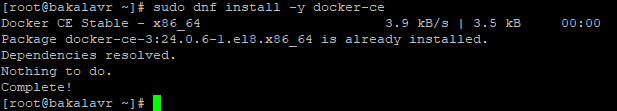 [root@bakalavr ~]# sudo dnf install -y docker-ce
Docker CE Stable - x86_64                        3.9 kB/s | 3.5 kB     00:00
Package docker-ce-3:24.0.6-1.el8.x86_64 is already installed.
Dependencies resolved.
Nothing to do.
Complete!
[root@bakalavr ~]#